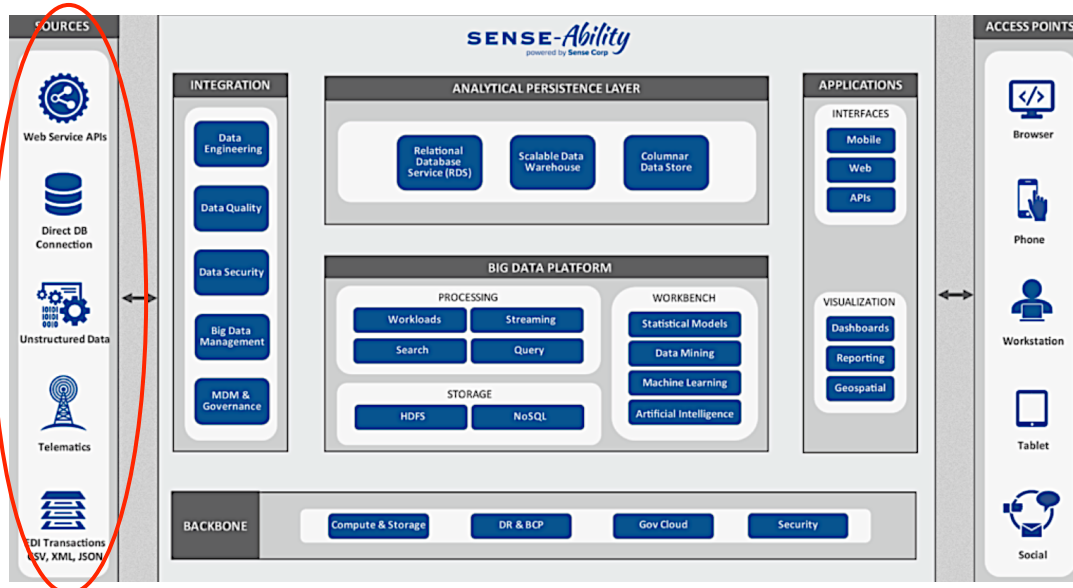 SOURCES
Web Service APIs
Direct DB
Connection
IOIDI
IOIDI
0010
Unstructured Data
Telematics
EDI Transactions
CSV, XML, JSON
SENSE-Ability
powered by Sense Corp
INTEGRATION
Data
Engineering
Data Quality
Data Security
Big Data
Management
MDM &
Governance
ANALYTICAL PERSISTENCE LAYER
Relational
Database
Service (RDS)
Scalable Data
Warehouse
Columnar
Data Store
BIG DATA PLATFORM
PROCESSING
Workloads
Streaming
Search
Query
STORAGE
HDFS
NoSQL
WORKBENCH
Statistical Models
Data Mining
Machine Learning
Artificial Intelligence
APPLICATIONS
INTERFACES
Mobile
Web
APIs
VISUALIZATION
Dashboards
Reporting
Geospatial
BACKBONE
Compute & Storage
DR & BCP
Gov Cloud
Security
ACCESS POINTS
</>
Browser
Phone
Workstation
Tablet
Social